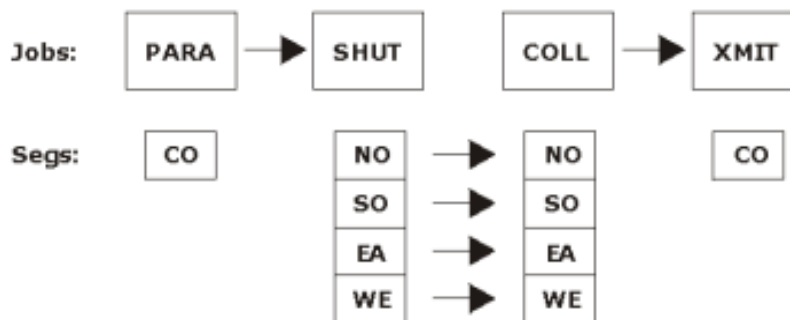 Jobs: PARA SHUT COLL XMIT
Segs: CO NO NO CO
SO SO
EA EA
WE WE